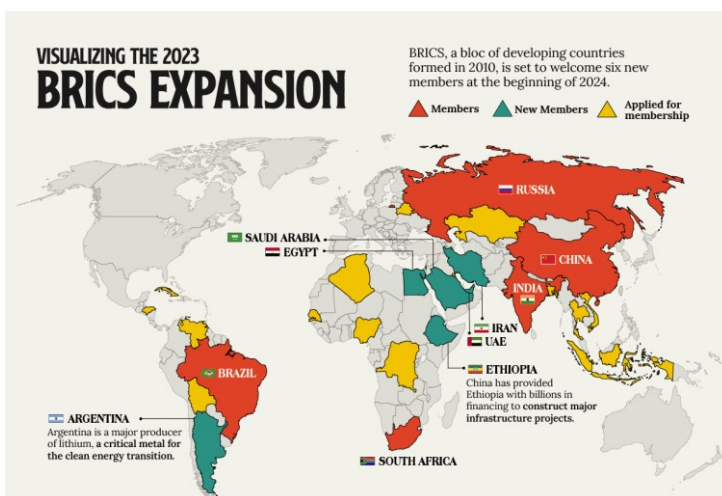 VISUALIZING THE 2023
BRICS EXPANSION
BRICS, a bloc of developing countries
formed in 2010, is set to welcome six new
members at the beginning of 2024.
Members
New Members
Applied for
membership
RUSSIA
SAUDI ARABIA
EGYPT
CHINA
INDIA
IRAN
UAE
BRAZIL
ETHIOPIA
China has provided
Ethiopia with billions in
financing to construct major
infrastructure projects.
ARGENTINA
Argentina is a major producer
of lithium, a critical metal for
the clean energy transition.
SOUTH AFRICA